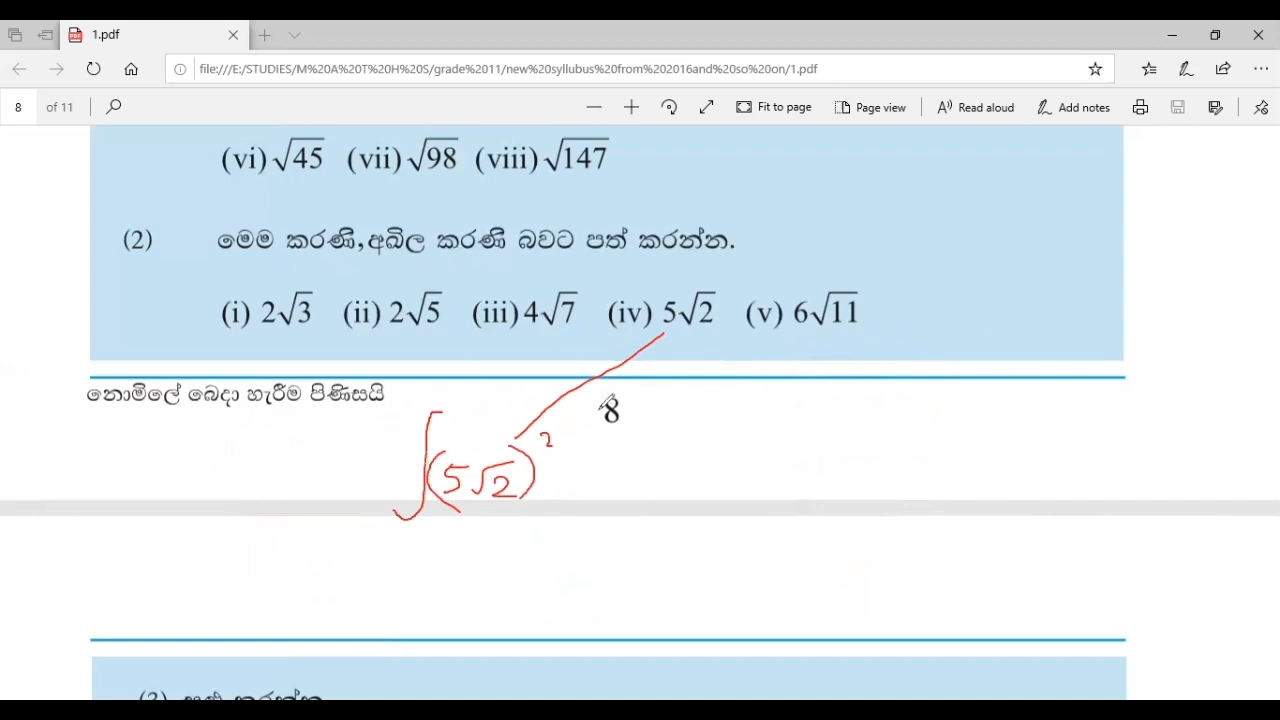 1.pdf
file:///E:/STUDIES/M%20A%20T%20H%20S/grade%2011/new%20syllubus%20from%202016and%20so%20on/1.pdf
8 of 11 Fit to page Page view Read aloud Add notes
(vi) √45 (vii) √98 (viii) √147
(2) මෙම කරණි,අඛිල කරණි බවට පත් කරන්න.
(i) 2√3 (ii) 2√5 (iii) 4√7 (iv) 5√2 (v) 6√11
නොමිලේ බෙදා හැරීම පිණිසයි
8
√(5√2)²